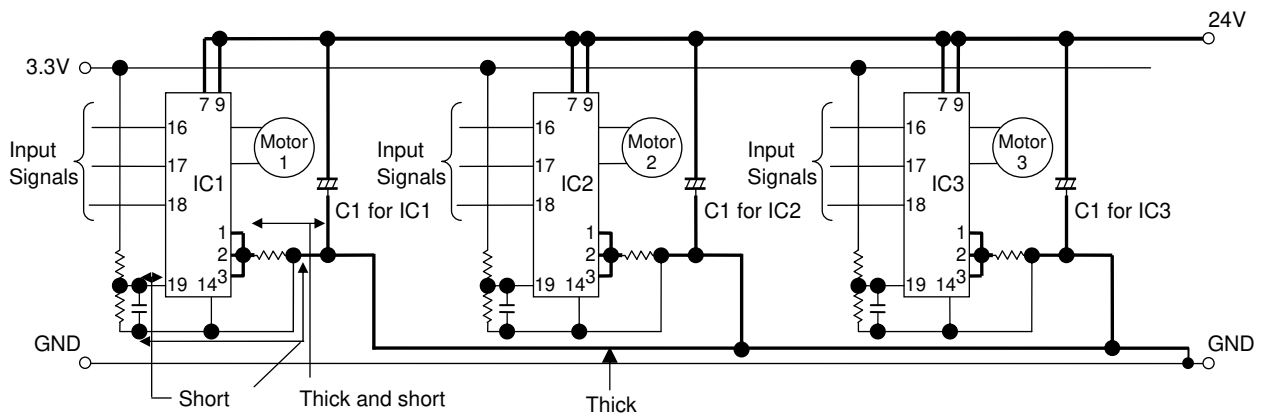 24V
3.3V
7 9
7 9
7 9
Input
Signals
16
17
18
IC1
Motor
1
C1 for IC1
1
2
3
19
14
Input
Signals
16
17
18
IC2
Motor
2
C1 for IC2
1
2
3
19
14
Input
Signals
16
17
18
IC3
Motor
3
C1 for IC3
1
2
3
19
14
GND
GND
Short
Thick and short
Thick